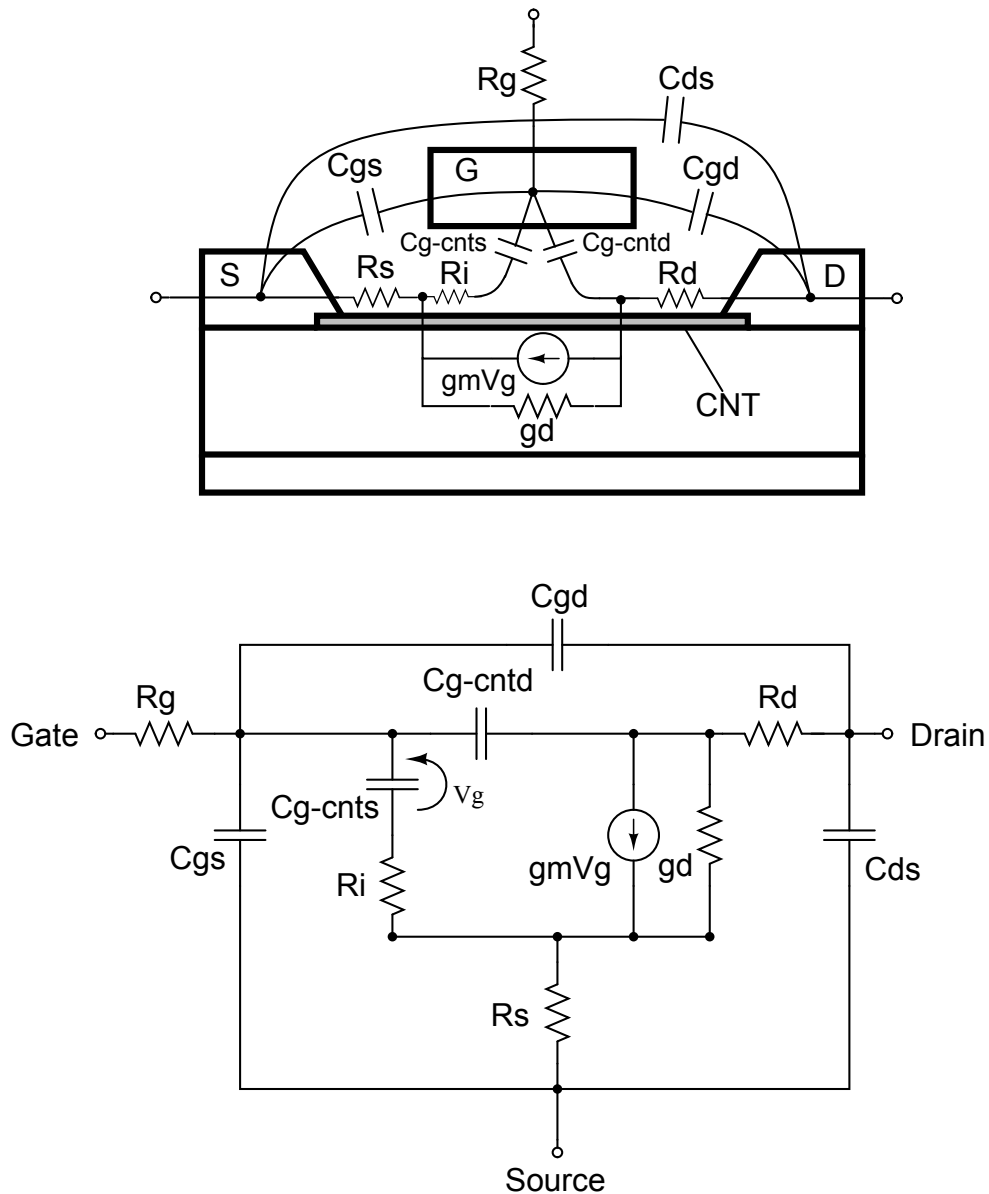 Rg
Cds
Cgs
G
Cgd
Cg-cnts
Cg-cntd
S
Rs
Ri
Rd
D
gmVg
CNT
gd
Cgd
Cg-cntd
Rg
Rd
Gate
Drain
Cg-cnts
Vg
Cgs
gmVg
gd
Cds
Ri
Rs
Source